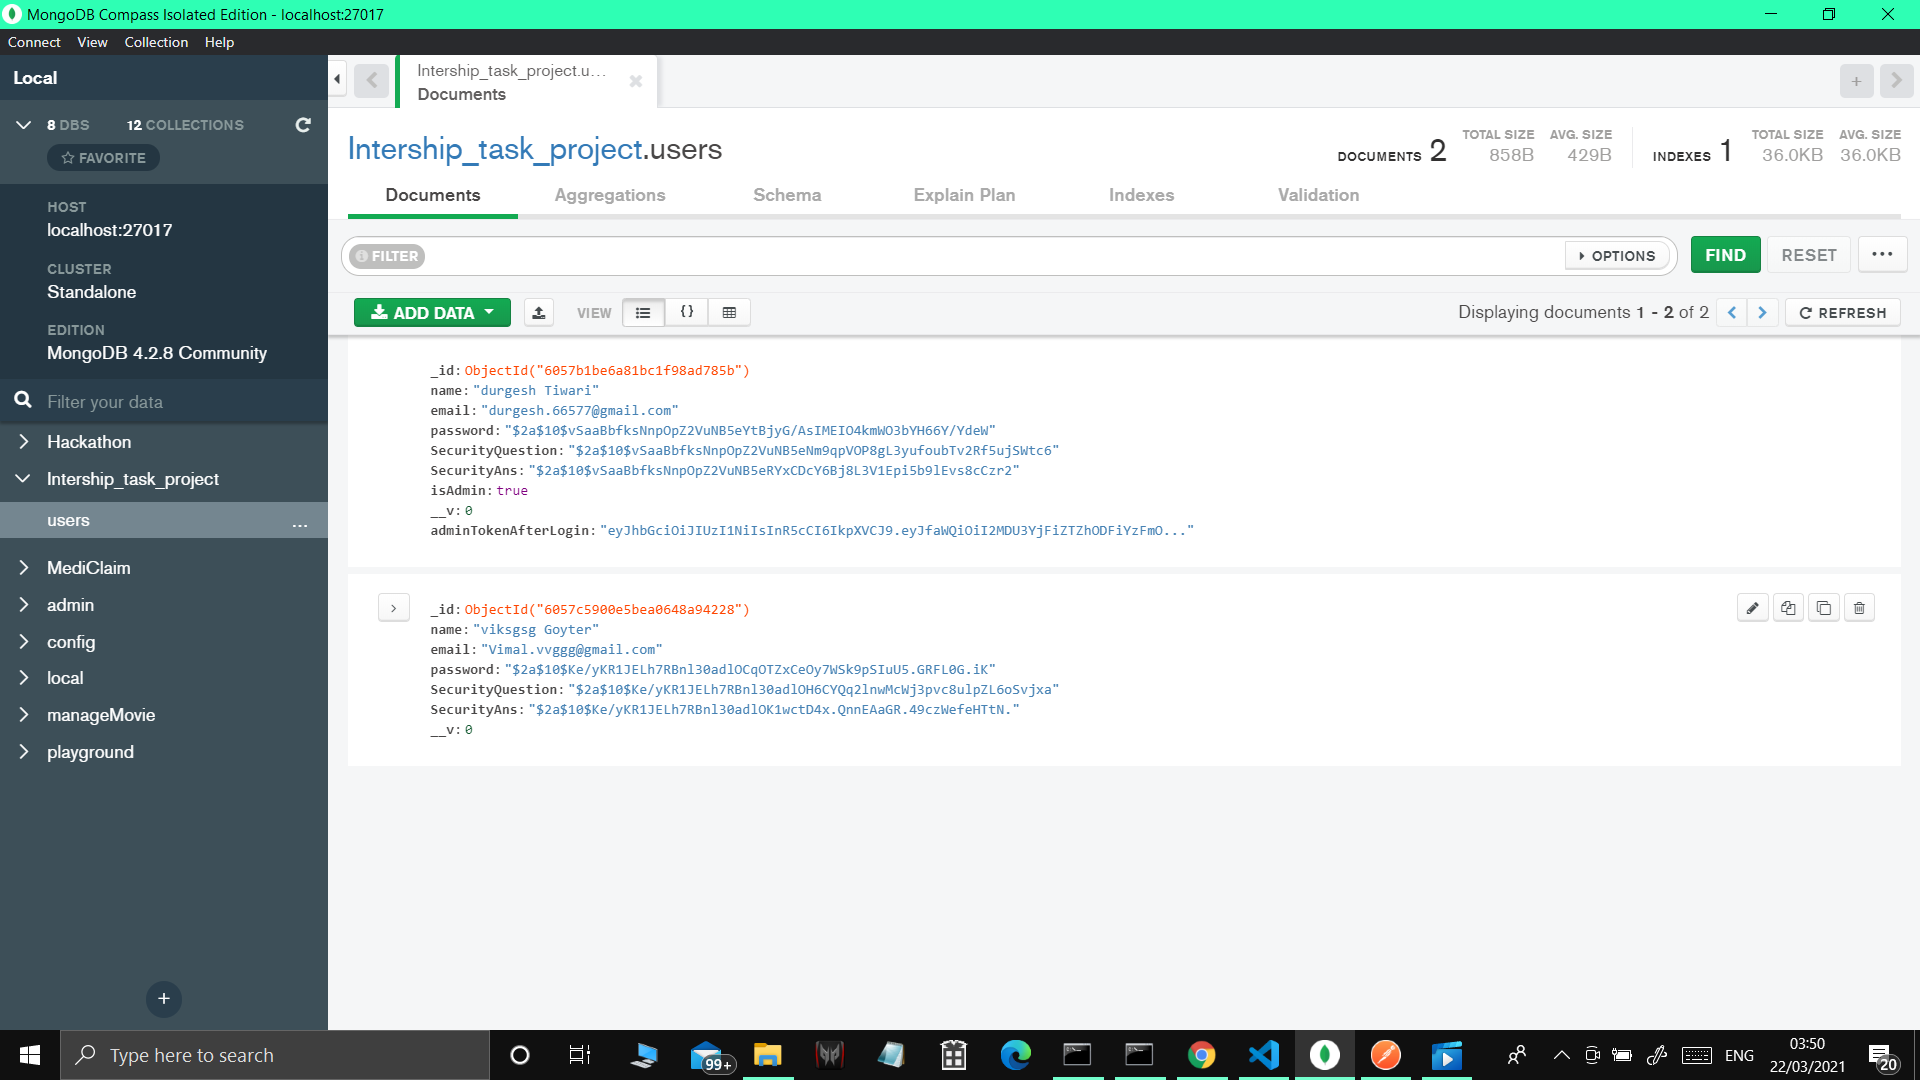 MongoDB Compass Isolated Edition - localhost:27017
Connect View Collection Help
Local
8 DBS 12 COLLECTIONS
FAVORITE
HOST
localhost:27017
CLUSTER
Standalone
EDITION
MongoDB 4.2.8 Community
Filter your data
Hackathon
Intership_task_project
users ...
MediClaim
admin
config
local
manageMovie
playground
+
Intership_task_project.u...
Documents
Intership_task_project.users
DOCUMENTS 2 TOTAL SIZE 858B AVG. SIZE 429B INDEXES 1 TOTAL SIZE 36.0KB AVG. SIZE 36.0KB
Documents Aggregations Schema Explain Plan Indexes Validation
FILTER OPTIONS FIND RESET ...
ADD DATA VIEW {} Displaying documents 1 - 2 of 2 REFRESH
_id: ObjectId("6057b1be6a81bc1f98ad785b")
name: "durgesh Tiwari"
email: "durgesh.66577@gmail.com"
password: "$2a$10$vSaaBbfksNnpOpZ2VuNB5eYtBjyG/AsIMEIO4kmWO3bYH66Y/YdeW"
SecurityQuestion: "$2a$10$vSaaBbfksNnpOpZ2VuNB5eNm9qpVOP8gL3yufoubTv2Rf5ujSWtc6"
SecurityAns: "$2a$10$vSaaBbfksNnpOpZ2VuNB5eRYxCDcY6Bj8L3V1Epi5b9lEvs8cCzr2"
isAdmin: true
__v: 0
adminTokenAfterLogin: "eyJhbGciOiJIUzI1NiIsInR5cCI6IkpXVCJ9.eyJfaWQiOiI2MDU3YjFiZTZhODFiYzFmO..."
_id: ObjectId("6057c5900e5bea0648a94228")
name: "viksgsg Goyter"
email: "Vimal.vvggg@gmail.com"
password: "$2a$10$Ke/yKR1JELh7RBnl30adlOCqOTZxCeOy7WSk9pSIuU5.GRFL0G.iK"
SecurityQuestion: "$2a$10$Ke/yKR1JELh7RBnl30adlOH6CYQq2lnwMcWj3pvc8ulpZL6oSvjxa"
SecurityAns: "$2a$10$Ke/yKR1JELh7RBnl30adlOK1wctD4x.QnnEAaGR.49czWefeHTtN."
__v: 0
Type here to search
99+
ENG
03:50
22/03/2021
20